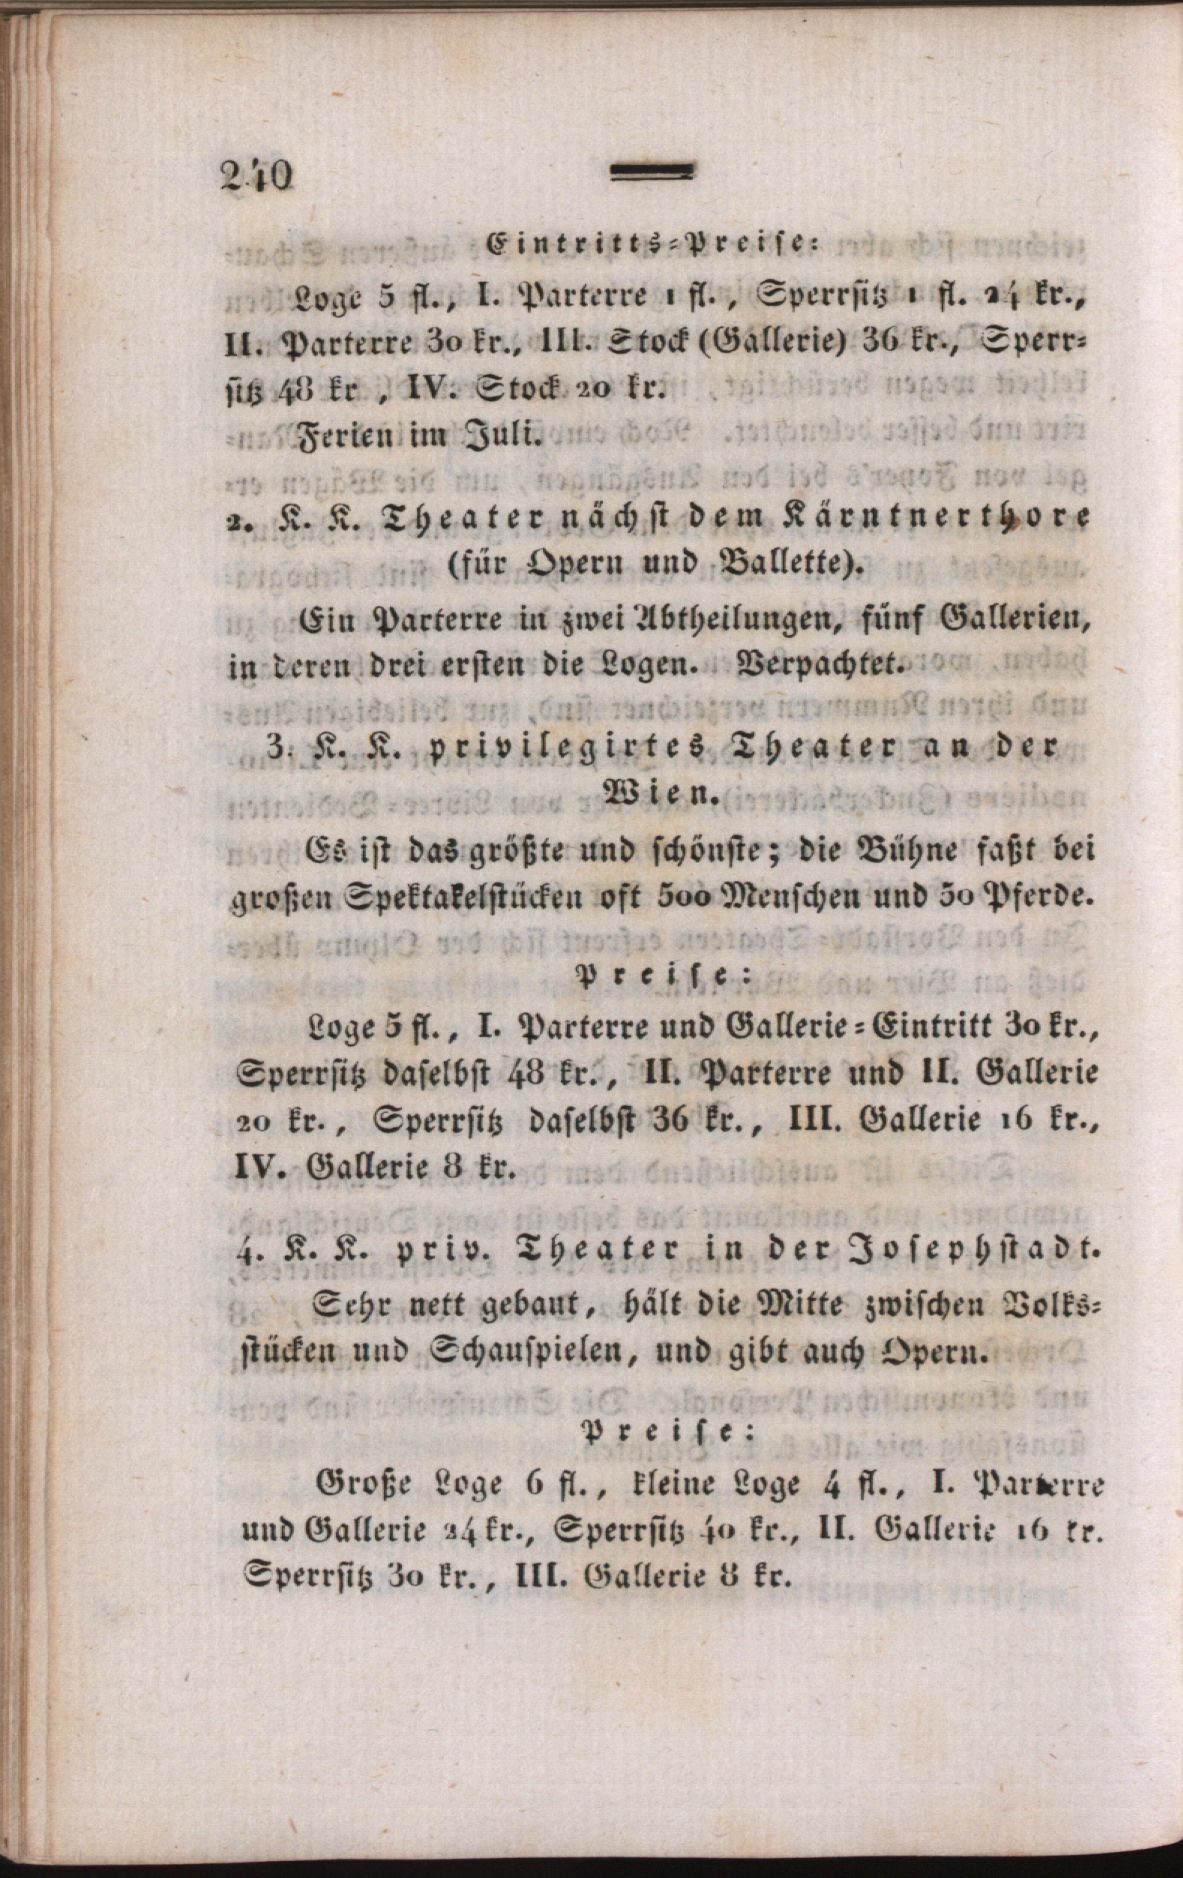 240
Eintritts-Preise:
Loge 5 fl., I. Parterre 1 fl., Sperrsitz 1 fl. 24 kr.,
II. Parterre 30 kr., III. Stock (Gallerie) 36 kr., Sperr-
sitz 48 kr , IV. Stock 20 kr.
Ferien im Juli.
2. K. K. Theater nächst dem Kärntnerthore
(für Opern und Ballette).
Ein Parterre in zwei Abtheilungen, fünf Gallerien,
in deren drei ersten die Logen. Verpachtet.
3. K. K. privilegirtes Theater an der
Wien.
Es ist das größte und schönste; die Bühne faßt bei
großen Spektakelstücken oft 500 Menschen und 50 Pferde.
Preise:
Loge 5 fl., I. Parterre und Gallerie-Eintritt 30 kr.,
Sperrsitz daselbst 48 kr., II. Parterre und II. Gallerie
20 kr., Sperrsitz daselbst 36 kr., III. Gallerie 16 kr.,
IV. Gallerie 8 kr.
4. K. K. priv. Theater in der Josephstadt.
Sehr nett gebaut, hält die Mitte zwischen Volks-
stücken und Schauspielen, und gibt auch Opern.
Preise:
Große Loge 6 fl., kleine Loge 4 fl., I. Parterre
und Gallerie 24 kr., Sperrsitz 40 kr., II. Gallerie 16 kr.
Sperrsitz 30 kr., III. Gallerie 8 kr.